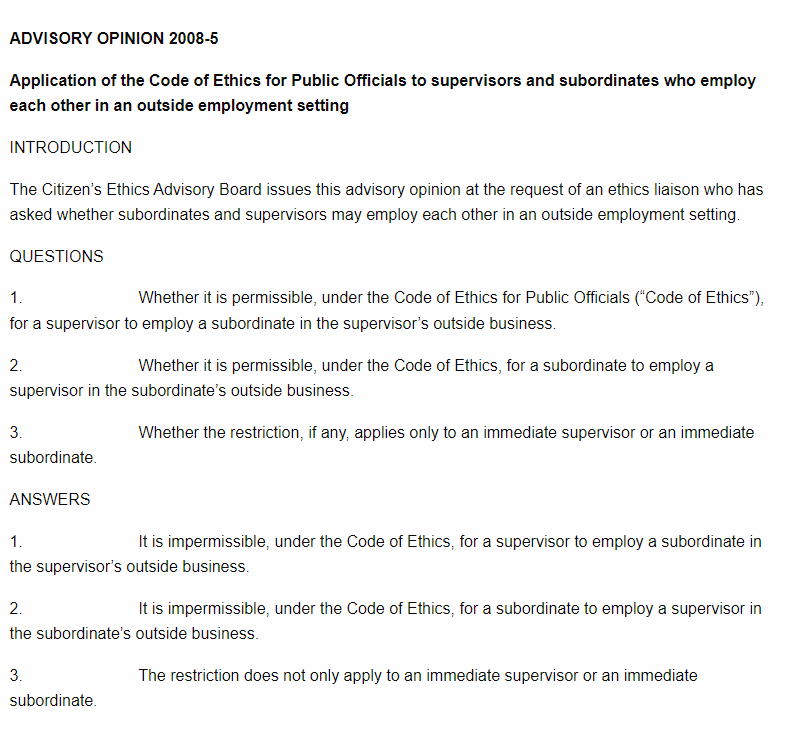 ADVISORY OPINION 2008-5
Application of the Code of Ethics for Public Officials to supervisors and subordinates who employ
each other in an outside employment setting
INTRODUCTION
The Citizen’s Ethics Advisory Board issues this advisory opinion at the request of an ethics liaison who has
asked whether subordinates and supervisors may employ each other in an outside employment setting.
QUESTIONS
1. Whether it is permissible, under the Code of Ethics for Public Officials (“Code of Ethics”),
for a supervisor to employ a subordinate in the supervisor’s outside business.
2. Whether it is permissible, under the Code of Ethics, for a subordinate to employ a
supervisor in the subordinate’s outside business.
3. Whether the restriction, if any, applies only to an immediate supervisor or an immediate
subordinate.
ANSWERS
1. It is impermissible, under the Code of Ethics, for a supervisor to employ a subordinate in
the supervisor’s outside business.
2. It is impermissible, under the Code of Ethics, for a subordinate to employ a supervisor in
the subordinate’s outside business.
3. The restriction does not only apply to an immediate supervisor or an immediate
subordinate.